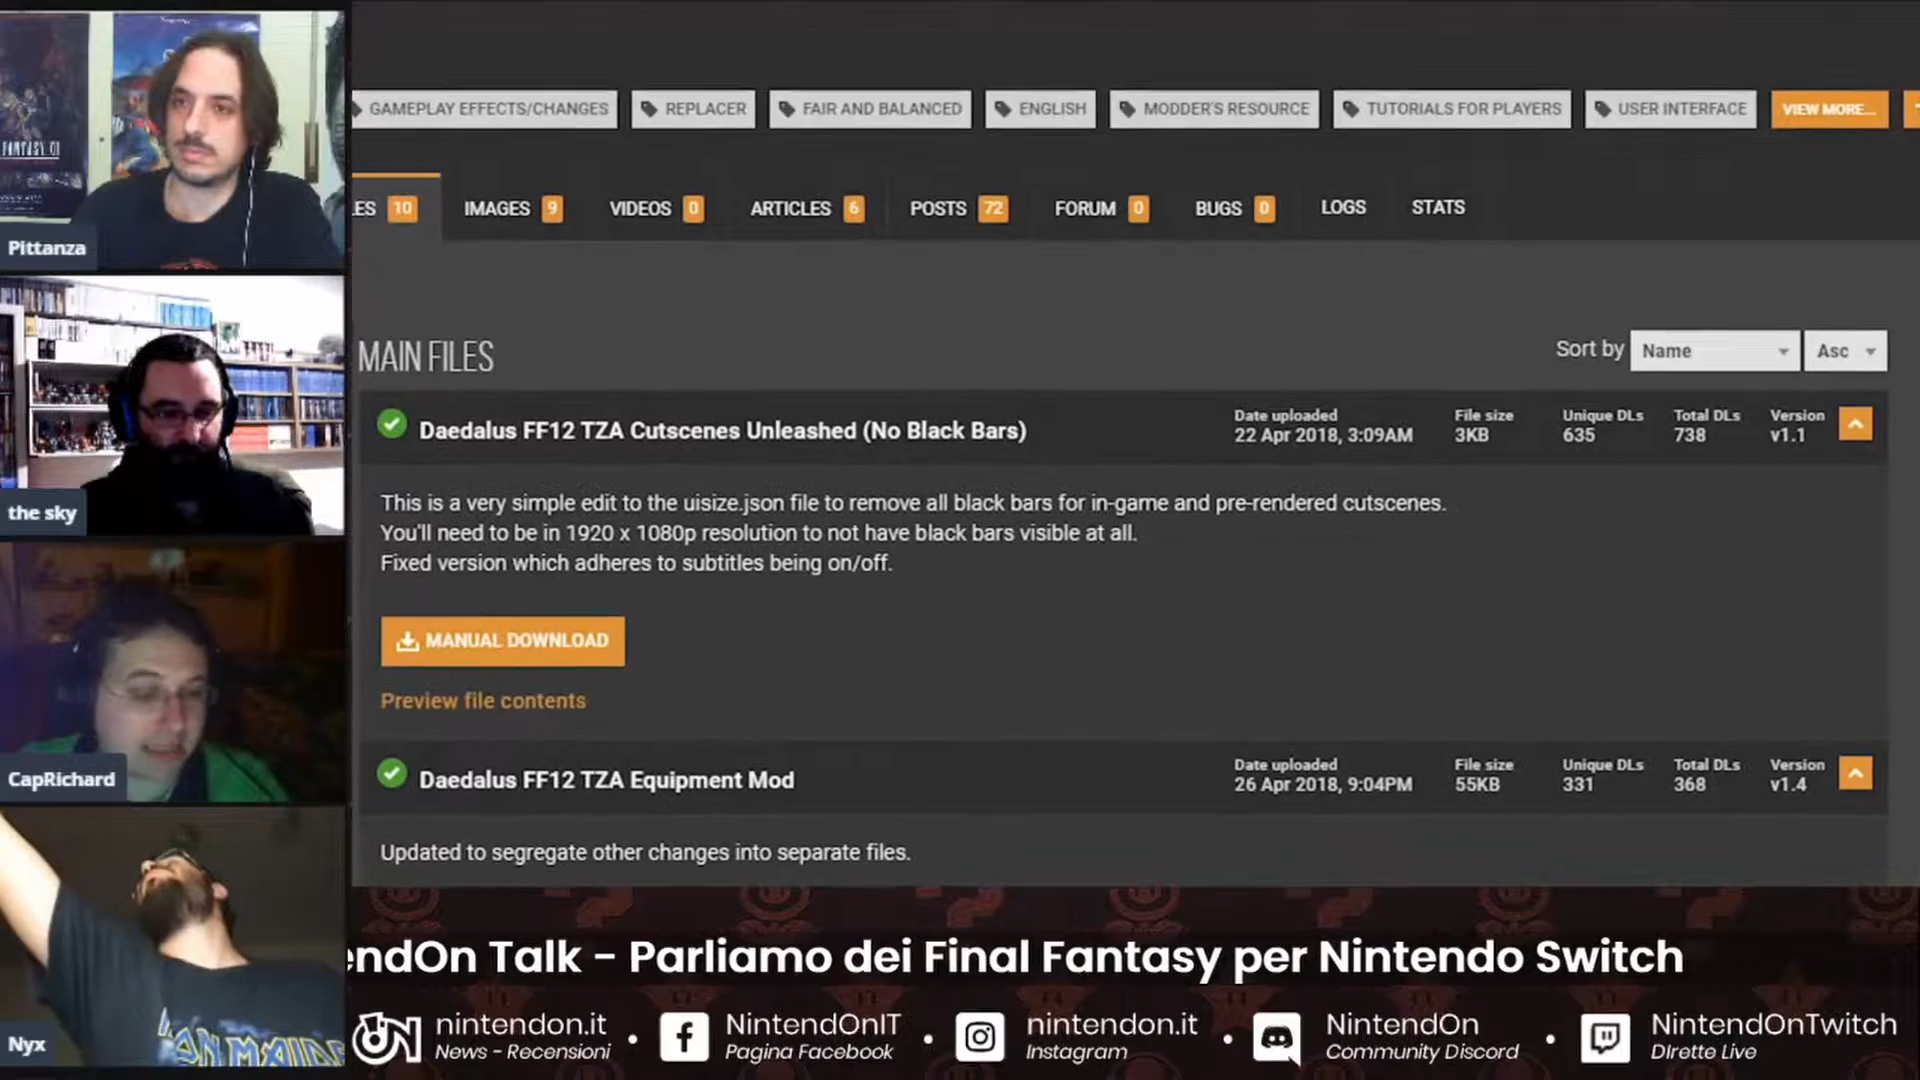 FANTASY
Pittanza
the sky
CapRichard
Nyx
IRON MAIDEN
GAMEPLAY EFFECTS/CHANGES
REPLACER
FAIR AND BALANCED
ENGLISH
MODDER'S RESOURCE
TUTORIALS FOR PLAYERS
USER INTERFACE
VIEW MORE...
LES 10
IMAGES 9
VIDEOS 0
ARTICLES 6
POSTS 72
FORUM 0
BUGS 0
LOGS
STATS
MAIN FILES
Sort by Name Asc
Daedalus FF12 TZA Cutscenes Unleashed (No Black Bars)
Date uploaded
22 Apr 2018, 3:09AM
File size
3KB
Unique DLs
635
Total DLs
738
Version
v1.1
This is a very simple edit to the uisize.json file to remove all black bars for in-game and pre-rendered cutscenes.
You'll need to be in 1920 x 1080p resolution to not have black bars visible at all.
Fixed version which adheres to subtitles being on/off.
MANUAL DOWNLOAD
Preview file contents
Daedalus FF12 TZA Equipment Mod
Date uploaded
26 Apr 2018, 9:04PM
File size
55KB
Unique DLs
331
Total DLs
368
Version
v1.4
Updated to segregate other changes into separate files.
endOn Talk - Parliamo dei Final Fantasy per Nintendo Switch
nintendon.it
News - Recensioni
NintendOnIT
Pagina Facebook
nintendon.it
Instagram
NintendOn
Community Discord
NintendOnTwitch
DIrette Live